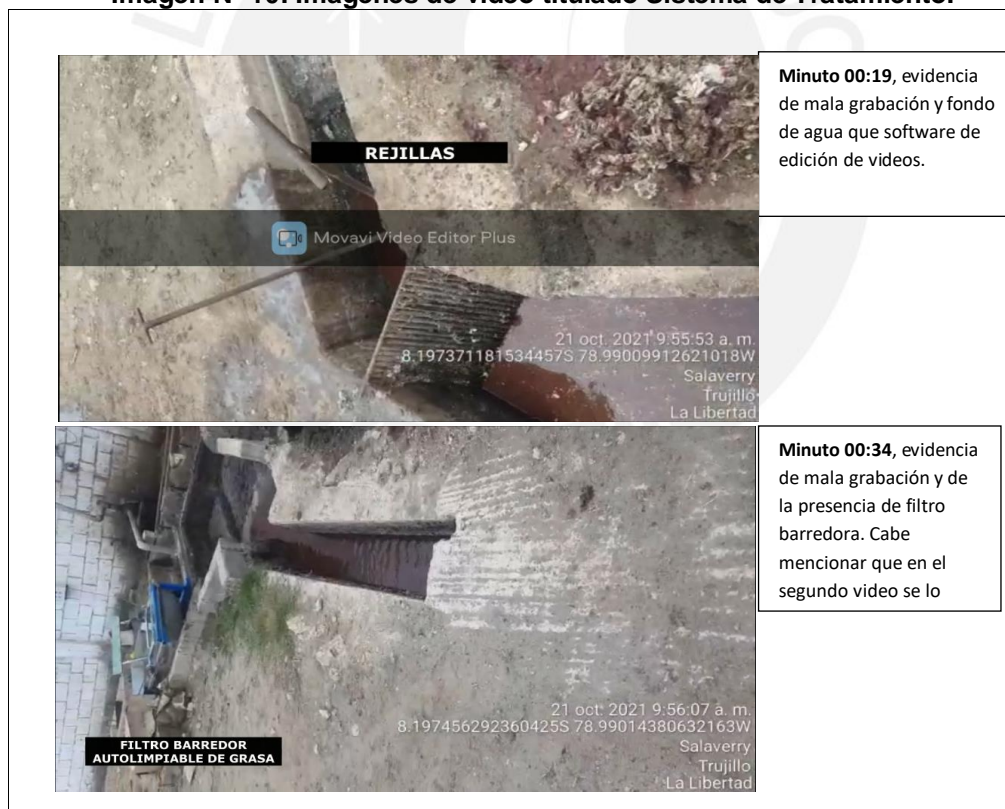 Imágenes de video titulado Sistema de Tratamiento.
REJILLAS
Movavi Video Editor Plus
21 oct. 2021 9:55:53 a. m.
8.197371181534457S 78.99009912621018W
Salaverry
Trujillo
La Libertad
Minuto 00:19, evidencia
de mala grabación y fondo
de agua que software de
edición de videos.
21 oct. 2021 9:56:07 a. m.
8.197456292360425S 78.99014380632163W
Salaverry
Trujillo
La Libertad
FILTRO BARREDOR
AUTOLIMPIABLE DE GRASA
Minuto 00:34, evidencia
de mala grabación y de
la presencia de filtro
barredora. Cabe
mencionar que en el
segundo video se lo